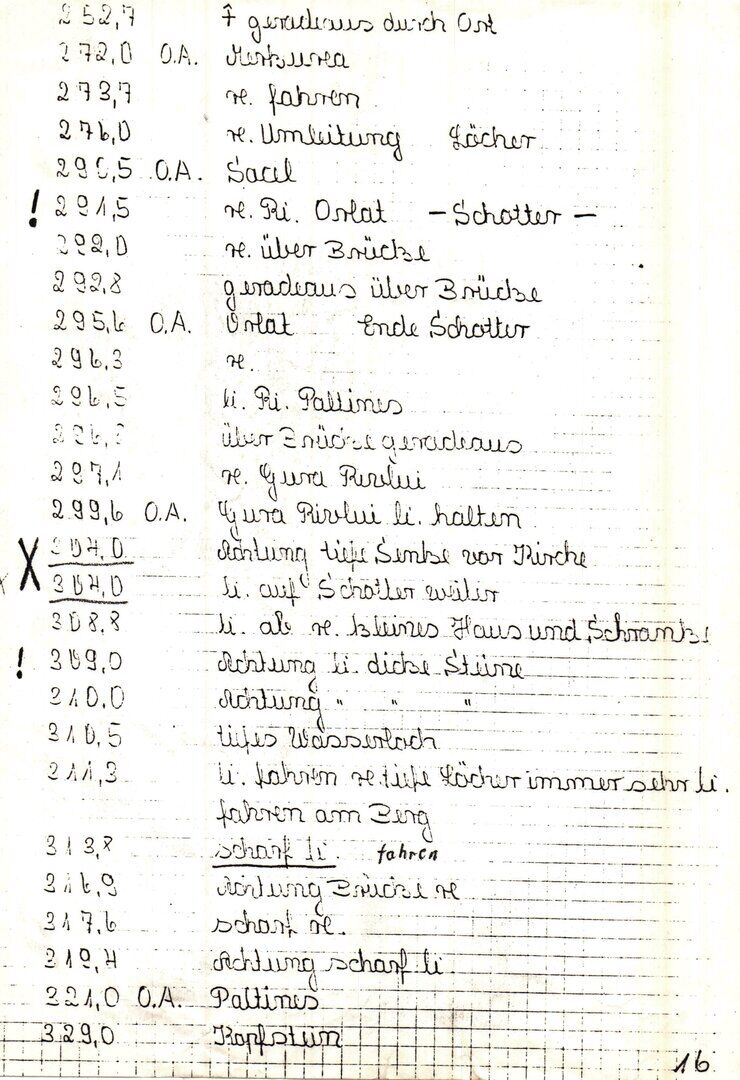 252,7 ↑ geradeaus durch Ort
272,0 O.A. Merkurea
273,7 re. fahren
276,0 re. Umleitung Löcher
290,5 O.A. Sacel
! 291,5 re. Ri. Orlat – Schotter –
292,0 re. über Brücke
292,8 geradeaus über Brücke
295,6 O.A. Orlat Ende Schotter
296,3 re.
296,5 li. Ri. Paltines
über Brücke geradeaus
297,1 re. Gura Riului
299,6 O.A. Gura Riului li. halten
X 304,0 Achtung tiefe Senke vor Kirche
304,0 li. auf Schotter weiter
308,8 li. ab re. kleines Haus und Schranke
! 309,0 Achtung li. dicke Steine
310,0 Achtung " " "
310,5 tiefes Wasserloch
311,3 li. fahren re. tiefe Löcher immer sehr li.
fahren am Berg
313,8 scharf li. fahren
316,9 Achtung Brücke re
317,6 scharf re.
319,4 Achtung scharf li.
321,0 O.A. Paltines
329,0 Kopfstein
16